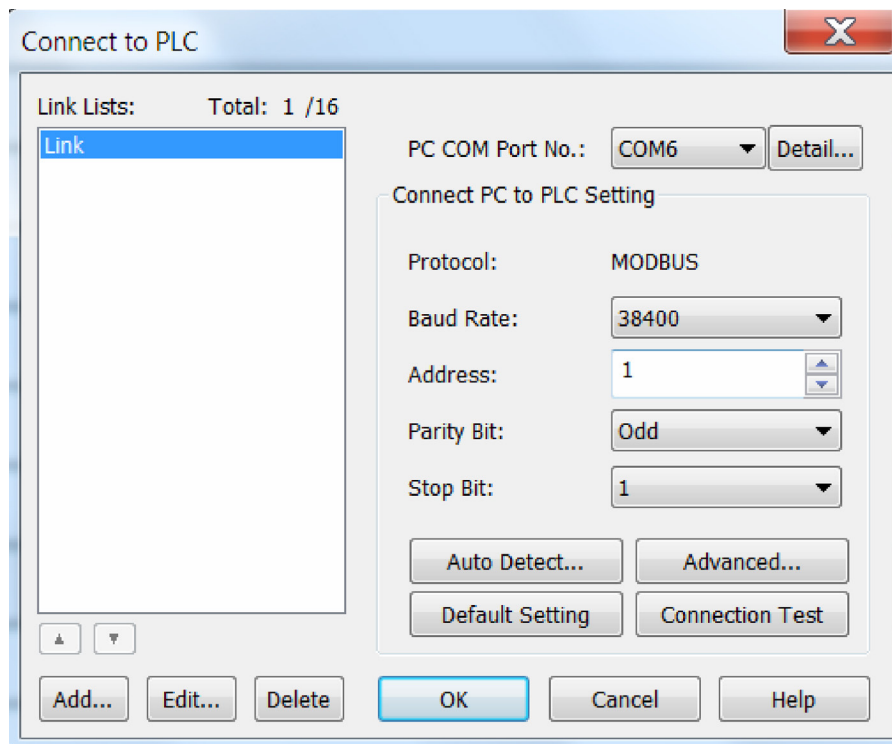 Connect to PLC
Link Lists: Total: 1 /16
Link
PC COM Port No.: COM6 Detail...
Connect PC to PLC Setting
Protocol: MODBUS
Baud Rate: 38400
Address: 1
Parity Bit: Odd
Stop Bit: 1
Auto Detect... Advanced...
Default Setting Connection Test
Add... Edit... Delete OK Cancel Help